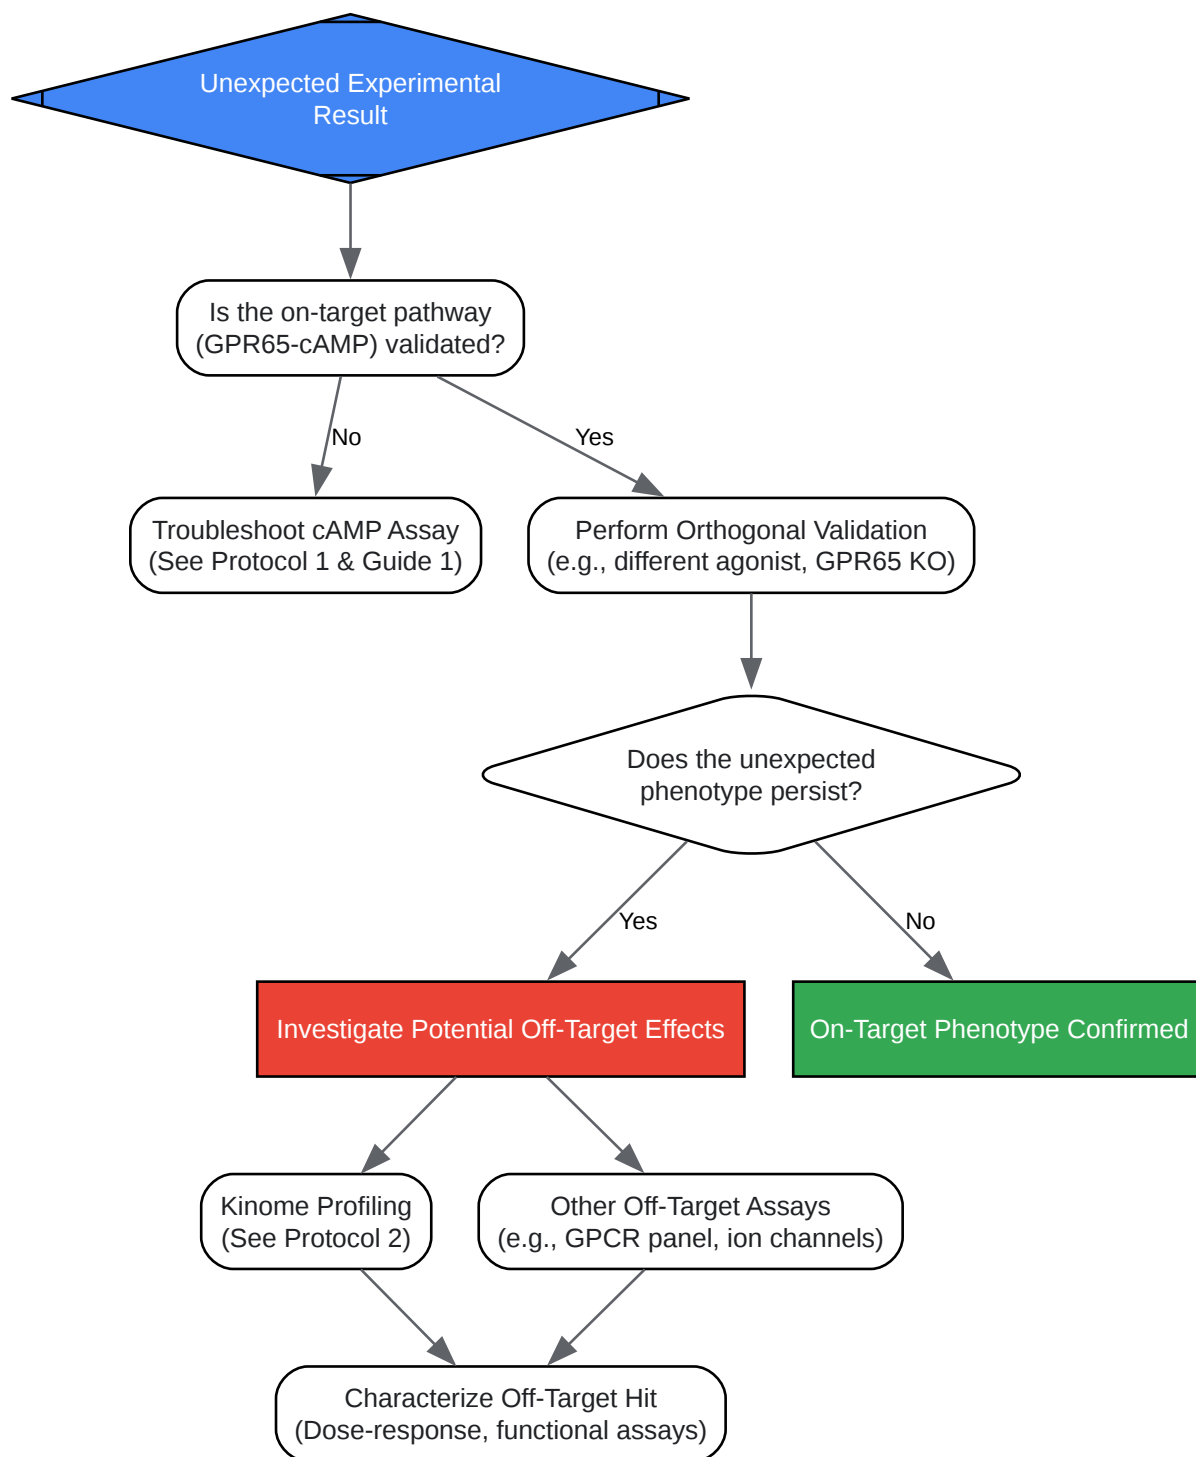 Unexpected Experimental
Result
Is the on-target pathway
(GPR65-cAMP) validated?
No
Yes
Troubleshoot cAMP Assay
(See Protocol 1 & Guide 1)
Perform Orthogonal Validation
(e.g., different agonist, GPR65 KO)
Does the unexpected
phenotype persist?
Yes
No
Investigate Potential Off-Target Effects
On-Target Phenotype Confirmed
Kinome Profiling
(See Protocol 2)
Other Off-Target Assays
(e.g., GPCR panel, ion channels)
Characterize Off-Target Hit
(Dose-response, functional assays)